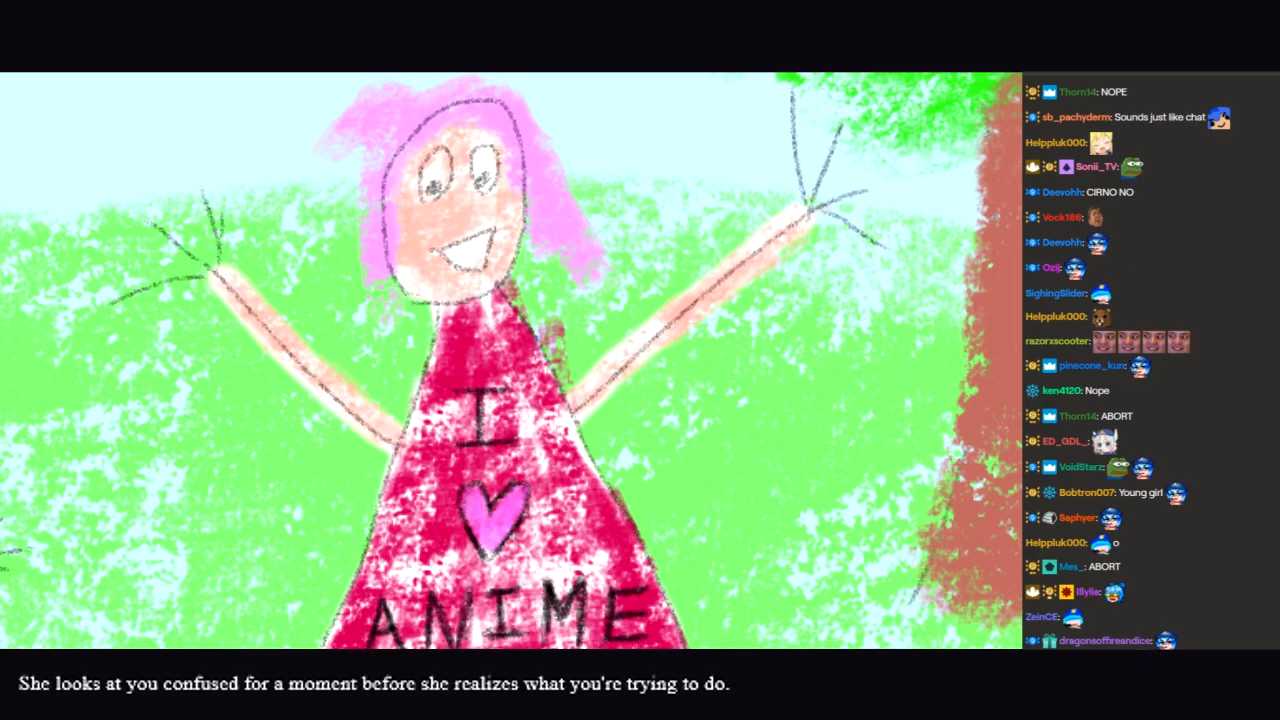 I
ANIME
Thorn14: NOPE
sb_pachyderm: Sounds just like chat
Helppluk000:
Sonii_TV:
Deevohh: CIRNO NO
Vock186:
Deevohh:
Ozij:
SighingSlider:
Helppluk000:
razorxscooter:
pinecone_kun:
ken4120: Nope
Thorn14: ABORT
ED_GDL_:
VoidStarz:
Bobtron007: Young girl
Saphyer:
Helppluk000: o
Mes_: ABORT
Illylia:
ZeinCE:
dragonsoffireandice:
She looks at you confused for a moment before she realizes what you're trying to do.